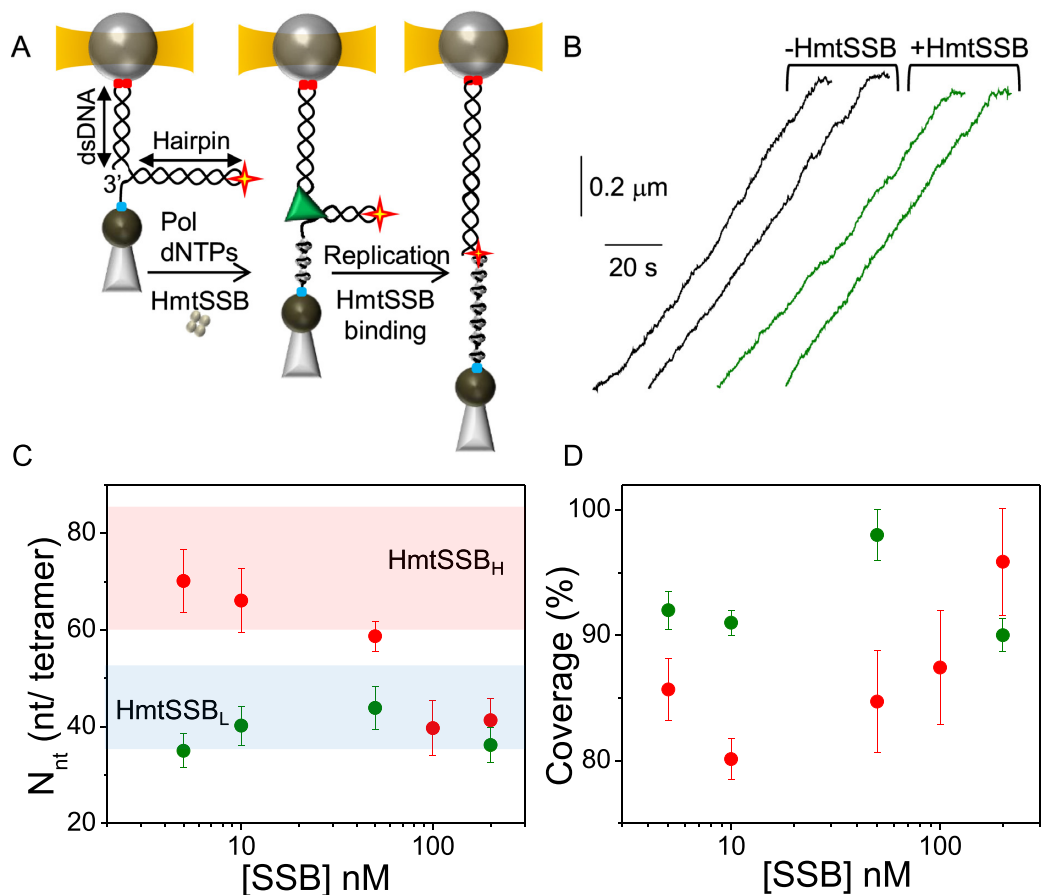 A
dsDNA
Hairpin
3'
Pol
dNTPs
HmtSSB
Replication
HmtSSB
binding
B
-HmtSSB
+HmtSSB
0.2 μm
20 s
C
N_nt (nt/ tetramer)
80
60
40
20
HmtSSB_H
HmtSSB_L
10
100
[SSB] nM
D
Coverage (%)
100
90
80
10
100
[SSB] nM